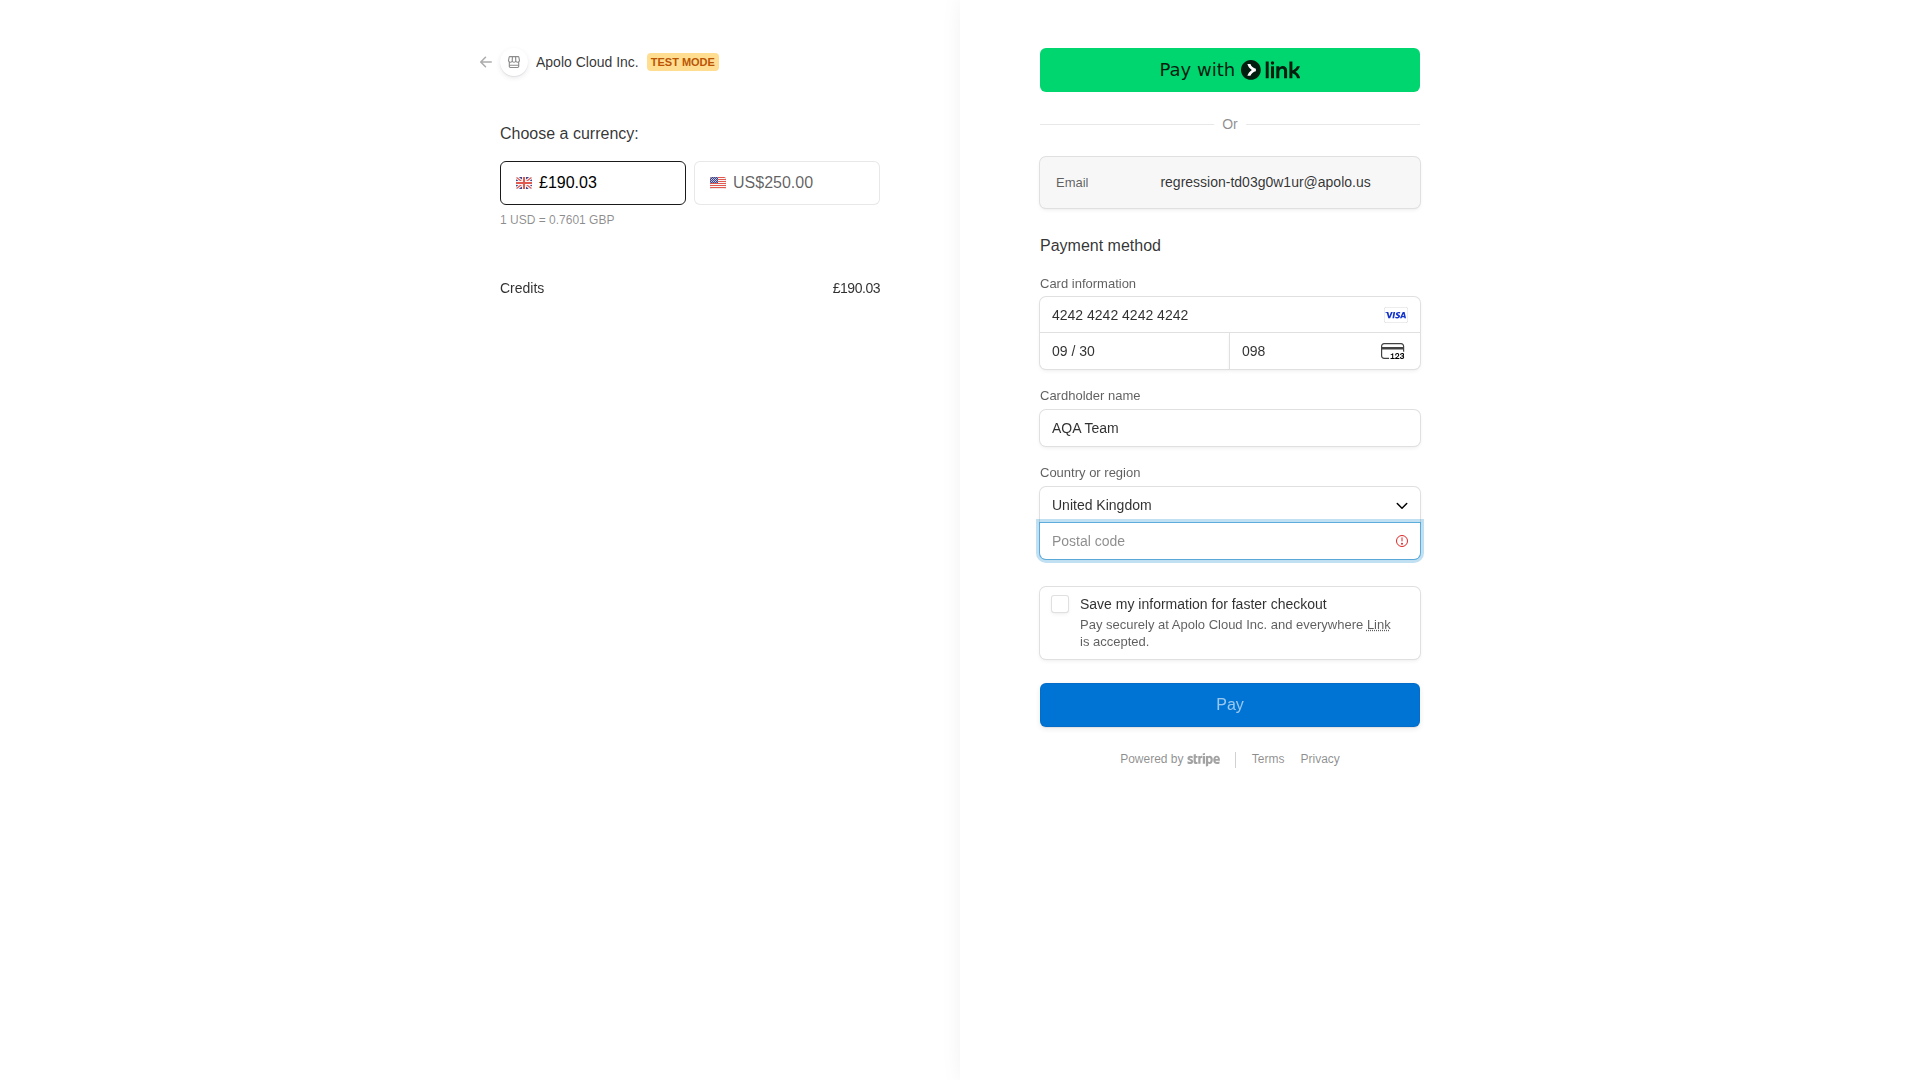 Apolo Cloud Inc. TEST MODE
Choose a currency:
£190.03
US$250.00
1 USD = 0.7601 GBP
Credits £190.03
Pay with link
Or
Email regression-td03g0w1ur@apolo.us
Payment method
Card information
4242 4242 4242 4242 VISA
09 / 30
098 123
Cardholder name
AQA Team
Country or region
United Kingdom
Postal code
Save my information for faster checkout
Pay securely at Apolo Cloud Inc. and everywhere Link
is accepted.
Pay
Powered by stripe Terms Privacy